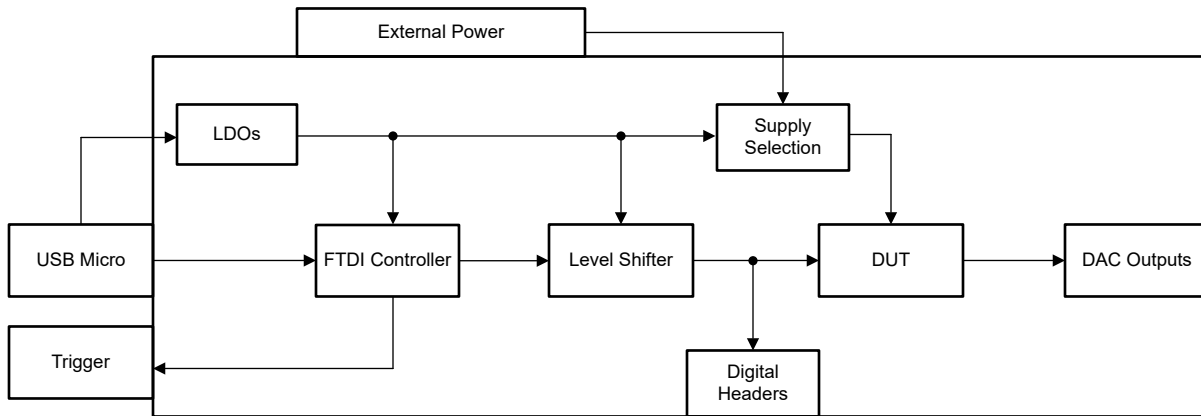 External Power
LDOs
Supply
Selection
USB Micro
FTDI Controller
Level Shifter
DUT
DAC Outputs
Trigger
Digital
Headers